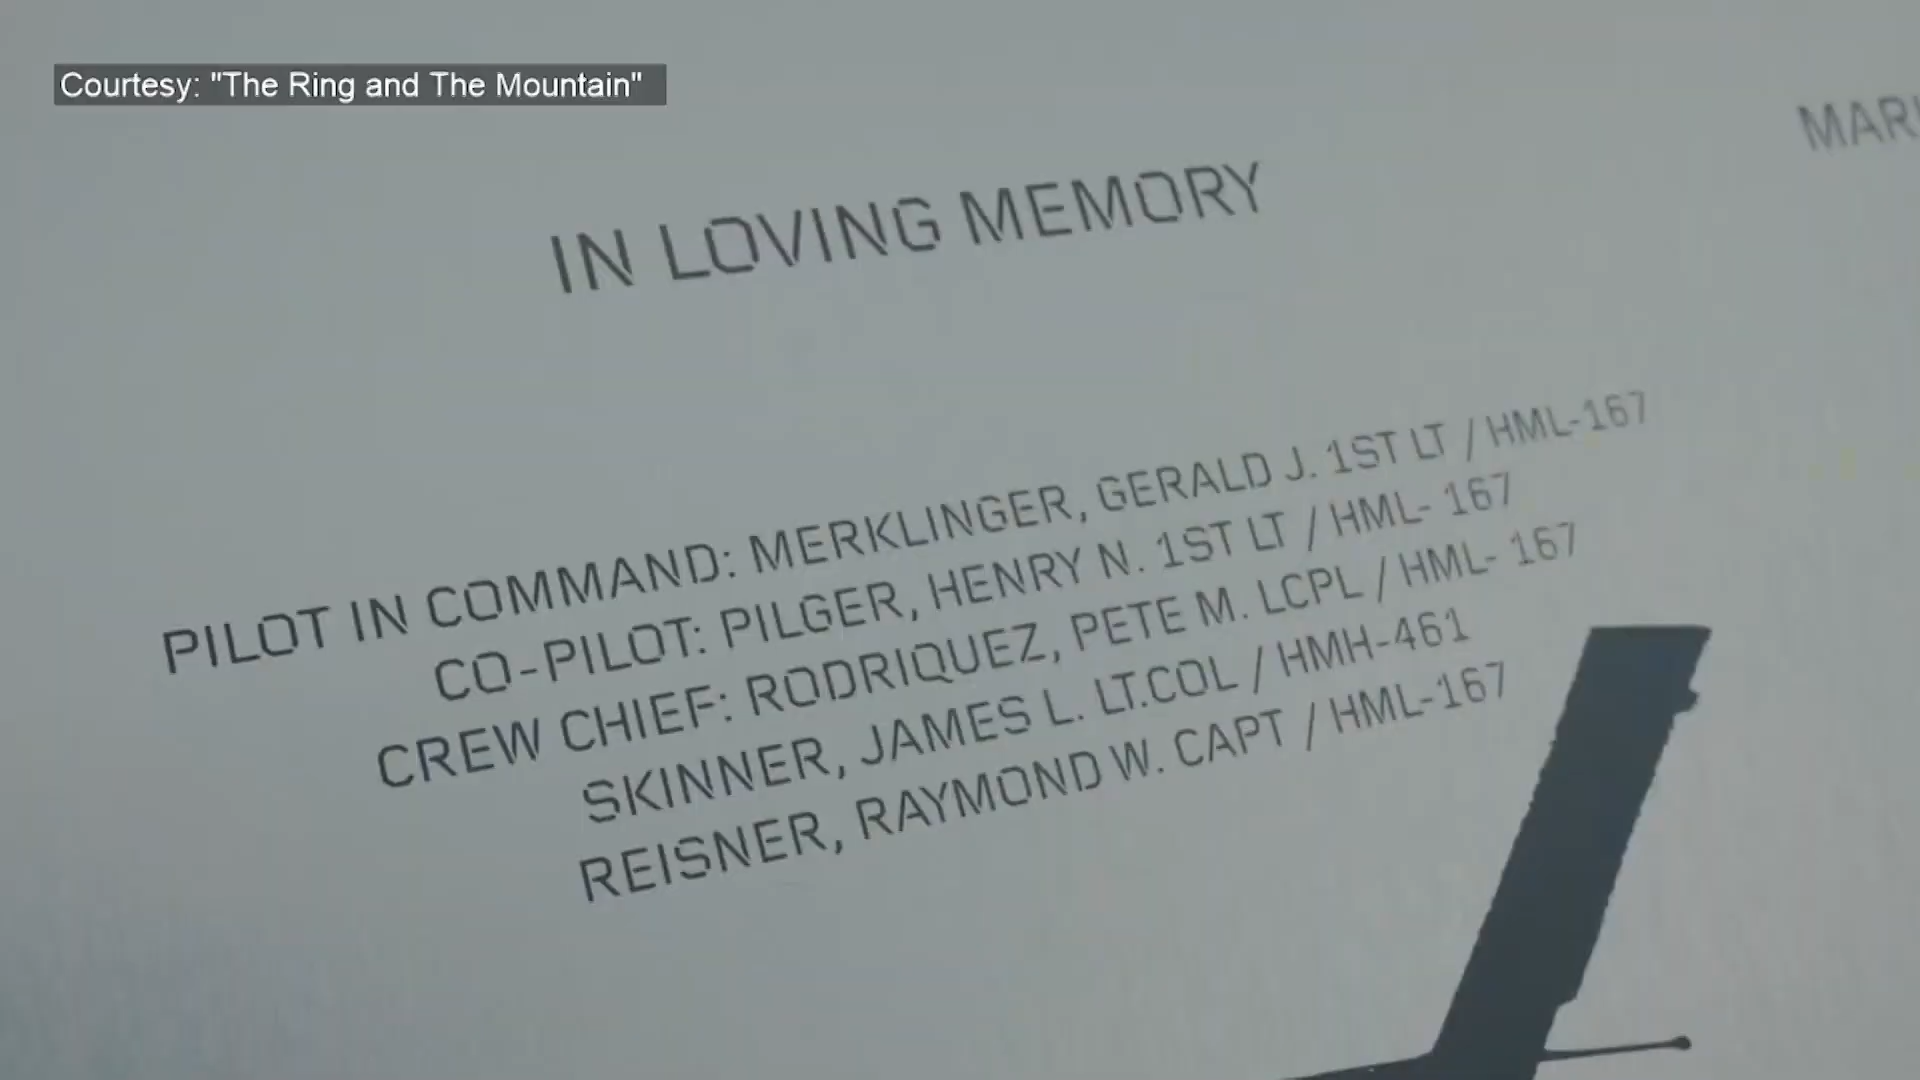 Courtesy: "The Ring and The Mountain"
IN LOVING MEMORY
PILOT IN COMMAND: MERKLINGER, GERALD J. 1ST LT / HML-167
CO-PILOT: PILGER, HENRY N. 1ST LT / HML- 167
CREW CHIEF: RODRIQUEZ, PETE M. LCPL / HML- 167
SKINNER, JAMES L. LT.COL / HMH-461
REISNER, RAYMOND W. CAPT / HML-167